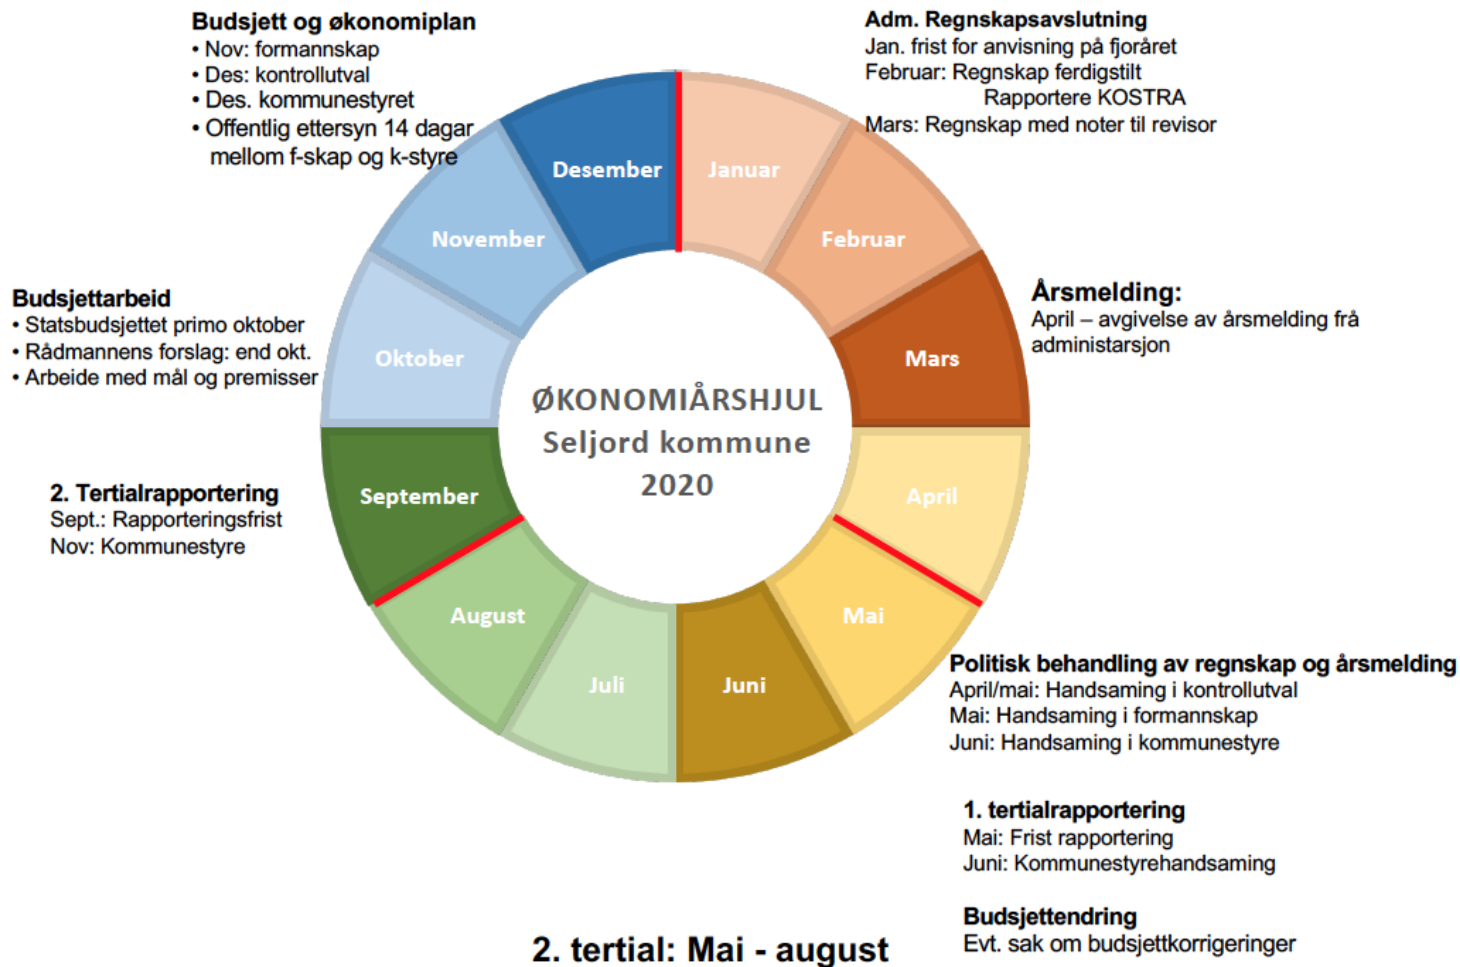 Budsjett og økonomiplan
• Nov: formannskap
• Des: kontrollutval
• Des. kommunestyret
• Offentlig ettersyn 14 dagar
mellom f-skap og k-styre
Adm. Regnskapsavslutning
Jan. frist for anvisning på fjoråret
Februar: Regnskap ferdigstilt
Rapportere KOSTRA
Mars: Regnskap med noter til revisor
Desember
Januar
November
Februar
Oktober
Mars
September
April
August
Mai
Juli
Juni
ØKONOMIÅRSHJUL
Seljord kommune
2020
Budsjettarbeid
• Statsbudsjettet primo oktober
• Rådmannens forslag: end okt.
• Arbeide med mål og premisser
Årsmelding:
April – avgivelse av årsmelding frå
administarsjon
2. Tertialrapportering
Sept.: Rapporteringsfrist
Nov: Kommunestyre
Politisk behandling av regnskap og årsmelding
April/mai: Handsaming i kontrollutval
Mai: Handsaming i formannskap
Juni: Handsaming i kommunestyre
1. tertialrapportering
Mai: Frist rapportering
Juni: Kommunestyrehandsaming
Budsjettendring
Evt. sak om budsjettkorrigeringer
2. tertial: Mai - august